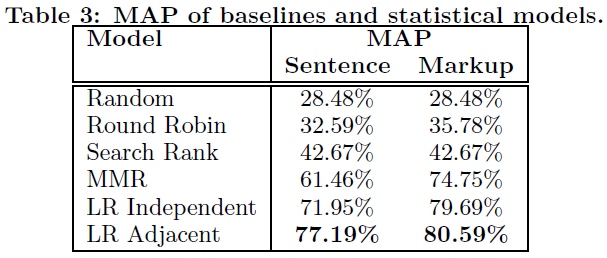 Table 3: MAP of baselines and statistical models.
Model MAP
Sentence Markup
Random 28.48% 28.48%
Round Robin 32.59% 35.78%
Search Rank 42.67% 42.67%
MMR 61.46% 74.75%
LR Independent 71.95% 79.69%
LR Adjacent 77.19% 80.59%